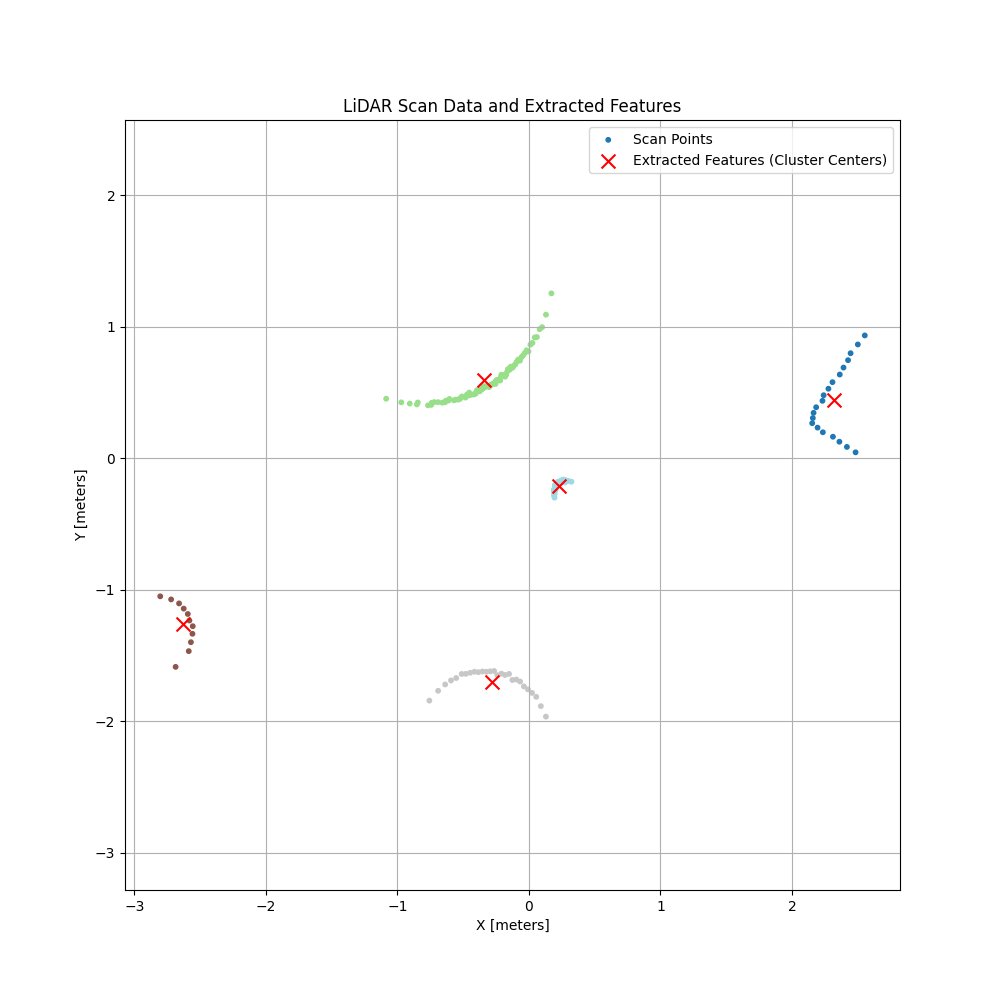 LiDAR Scan Data and Extracted Features
Scan Points
Extracted Features (Cluster Centers)
2
1
0
−1
−2
−3
Y [meters]
−3
−2
−1
0
1
2
X [meters]